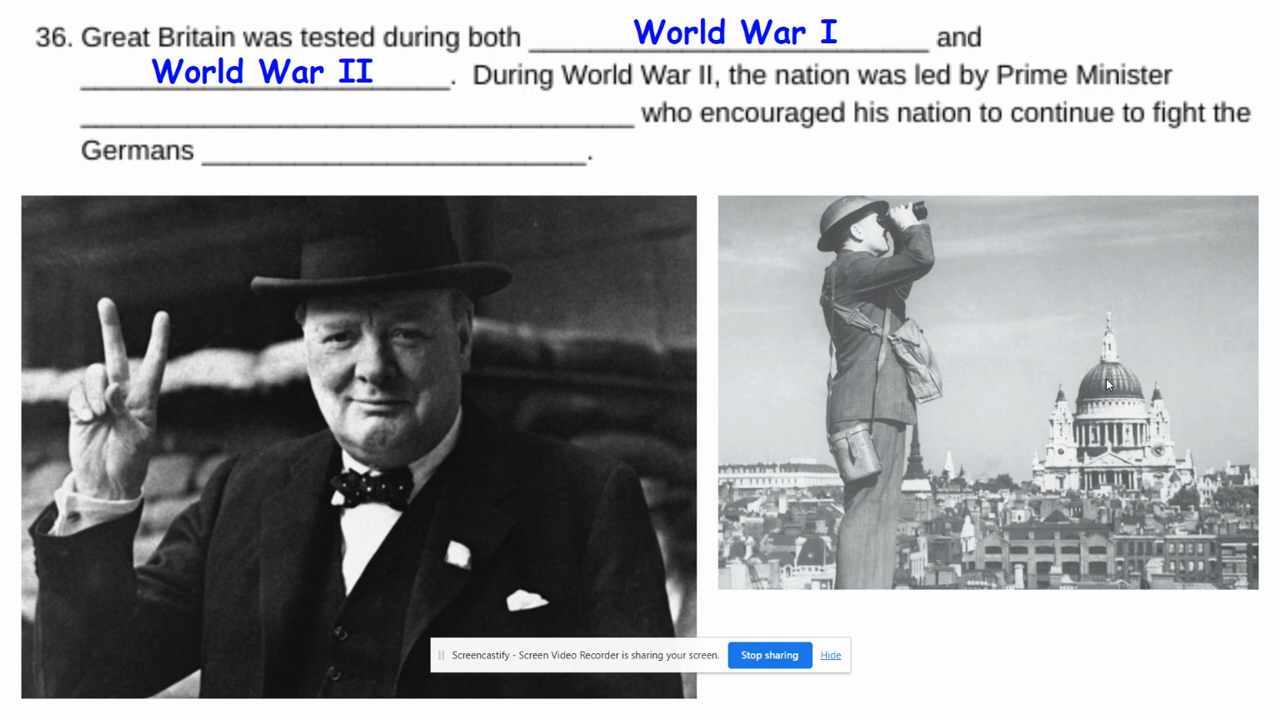 36. Great Britain was tested during both World War I and
World War II. During World War II, the nation was led by Prime Minister
who encouraged his nation to continue to fight the
Germans .
Screencastify - Screen Video Recorder is sharing your screen. Stop sharing Hide